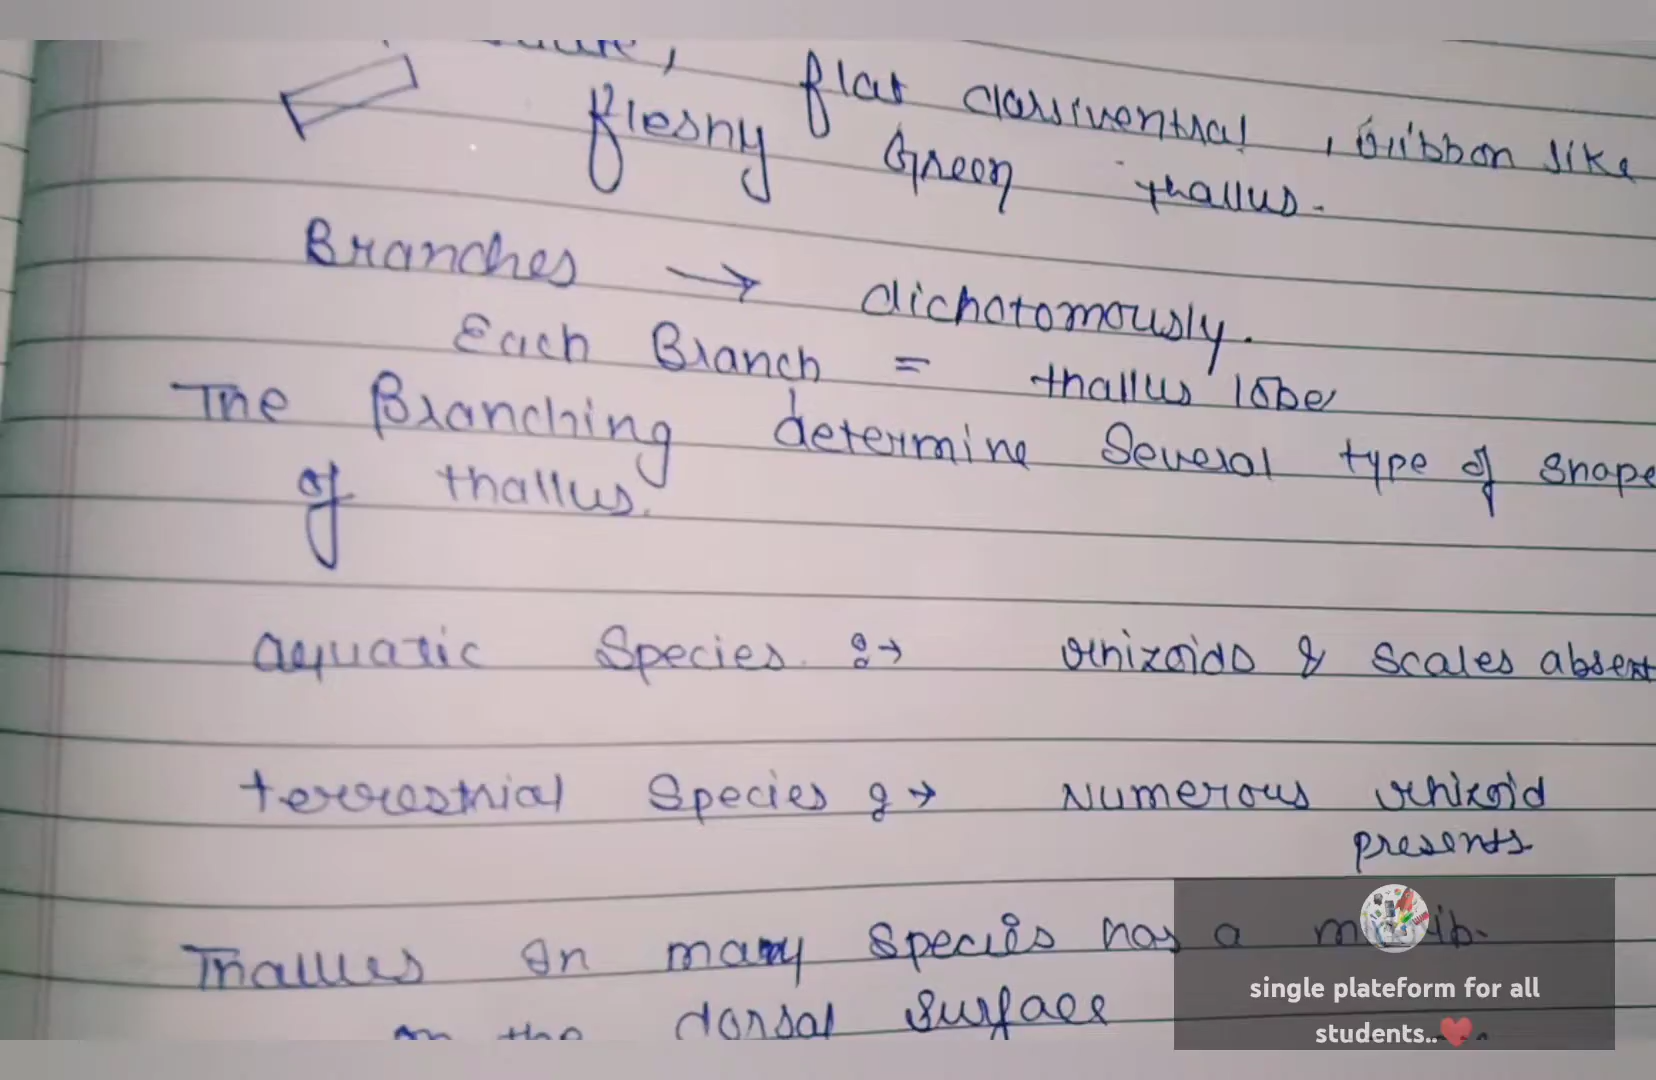 flat dorsiventral, ribbon like
fleshy Green thallus.
Branches → dichotomously.
Each Branch = thallus lobe
The Branching determine Several type of shape
of thallus.
aquatic Species :→ rhizoids & scales absent
terrestrial Species :→ Numerous rhizoid
presents
Thallus In many Species has a
on the dorsal surface
single plateform for all
students..❤️